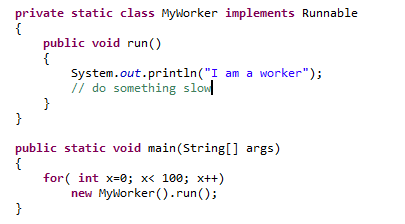 private static class MyWorker implements Runnable
{
    public void run()
    {
        System.out.println("I am a worker");
        // do something slow
    }
}

public static void main(String[] args)
{
    for( int x=0; x< 100; x++)
        new MyWorker().run();
}